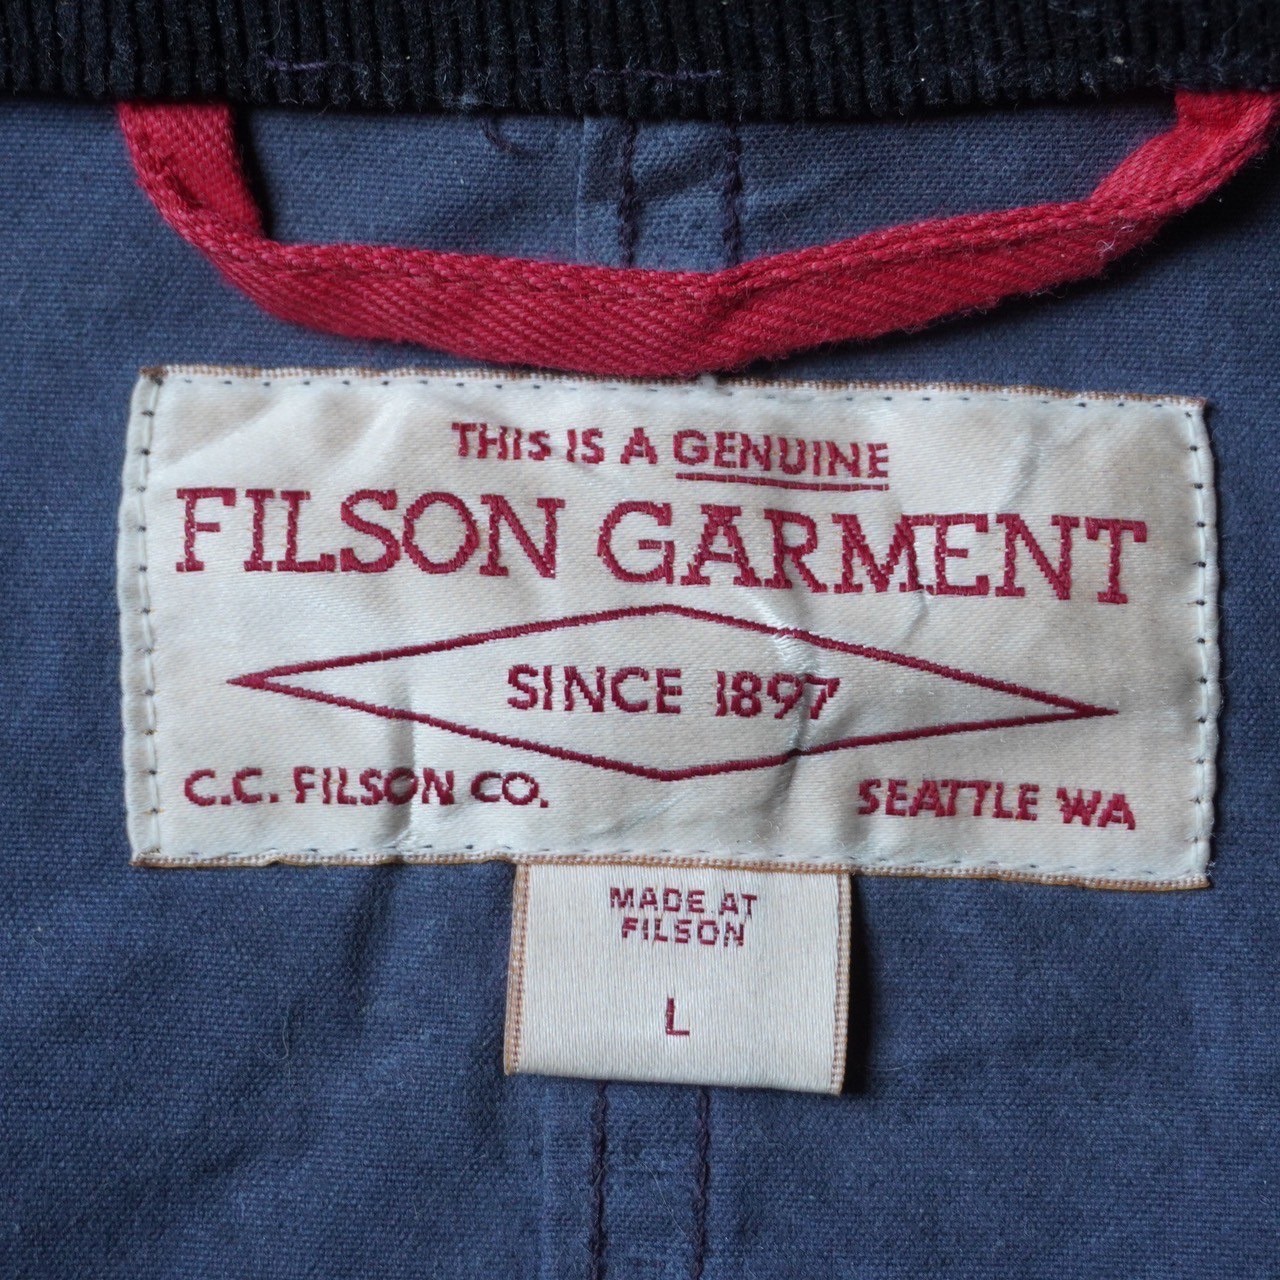 THIS IS A GENUINE
FILSON GARMENT
SINCE 1897
C.C. FILSON CO. SEATTLE WA
MADE AT
FILSON
L